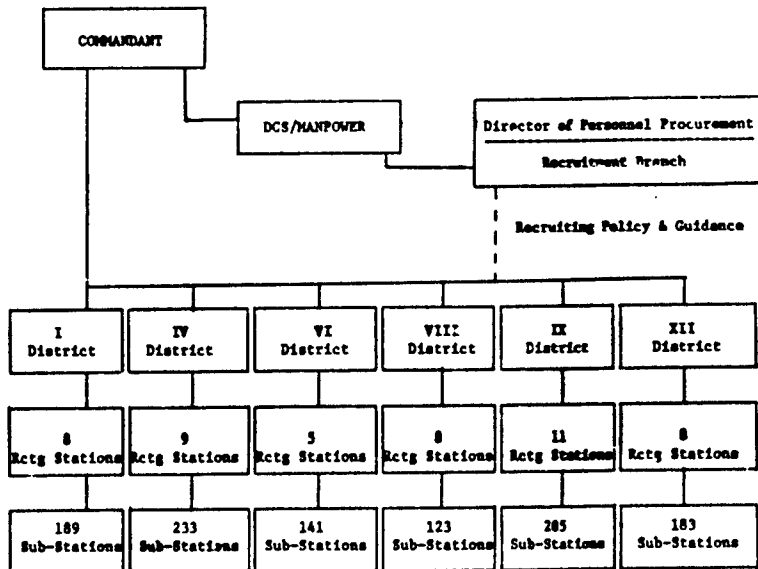 COMMANDANT
DCS/MANPOWER
Director of Personnel Procurement
Recruitment Branch
Recruiting Policy & Guidance
I
District
IV
District
VI
District
VIII
District
IX
District
XII
District
8
Rctg Stations
9
Rctg Stations
5
Rctg Stations
8
Rctg Stations
11
Rctg Stations
8
Rctg Stations
189
Sub-Stations
233
Sub-Stations
141
Sub-Stations
123
Sub-Stations
205
Sub-Stations
183
Sub-Stations